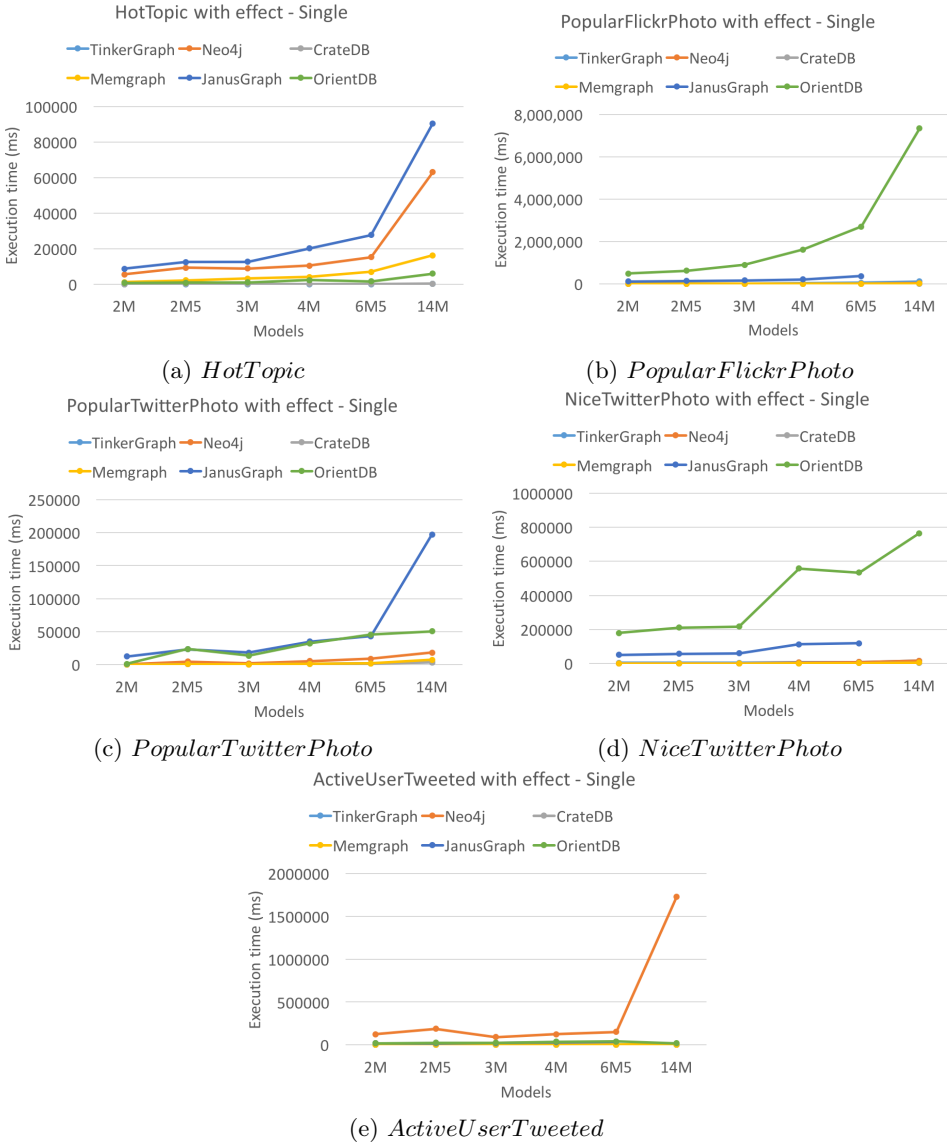 HotTopic with effect - Single
TinkerGraph Neo4j CrateDB
Memgraph JanusGraph OrientDB
Execution time (ms)
100000
80000
60000
40000
20000
0
2M 2M5 3M 4M 6M5 14M
Models
(a) HotTopic
PopularFlickrPhoto with effect - Single
TinkerGraph Neo4j CrateDB
Memgraph JanusGraph OrientDB
Execution time (ms)
8,000,000
6,000,000
4,000,000
2,000,000
0
2M 2M5 3M 4M 6M5 14M
Models
(b) PopularFlickrPhoto
PopularTwitterPhoto with effect - Single
TinkerGraph Neo4j CrateDB
Memgraph JanusGraph OrientDB
Execution time (ms)
250000
200000
150000
100000
50000
0
2M 2M5 3M 4M 6M5 14M
Models
(c) PopularTwitterPhoto
NiceTwitterPhoto with effect - Single
TinkerGraph Neo4j CrateDB
Memgraph JanusGraph OrientDB
Execution time (ms)
1000000
800000
600000
400000
200000
0
2M 2M5 3M 4M 6M5 14M
Models
(d) NiceTwitterPhoto
ActiveUserTweeted with effect - Single
TinkerGraph Neo4j CrateDB
Memgraph JanusGraph OrientDB
Execution time (ms)
2000000
1500000
1000000
500000
0
2M 2M5 3M 4M 6M5 14M
Models
(e) ActiveUserTweeted